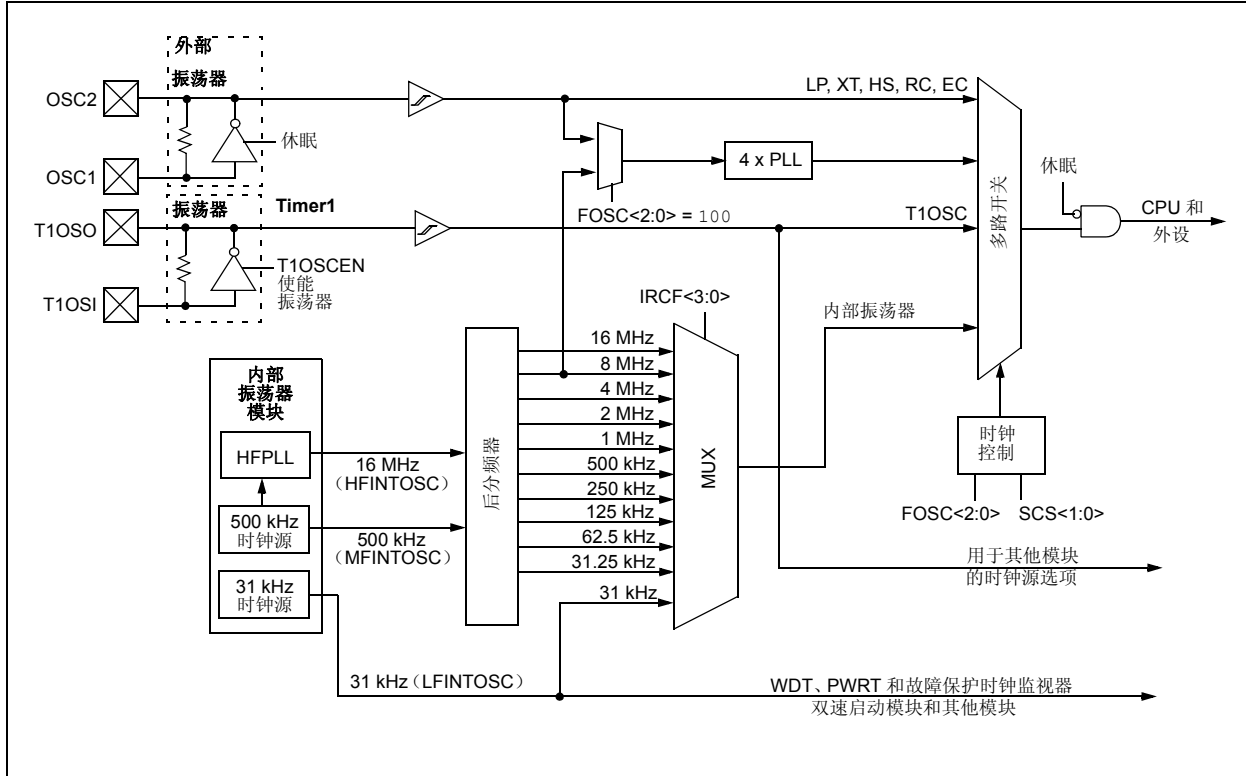 外部
振荡器
OSC2
LP, XT, HS, RC, EC
休眠
OSC1
4 x PLL
休眠
振荡器
Timer1
FOSC<2:0> = 100
T1OSO
T1OSC
多路开关
CPU 和
外设
T1OSCEN
使能
振荡器
T1OSI
IRCF<3:0>
内部振荡器
16 MHz
8 MHz
4 MHz
2 MHz
1 MHz
500 kHz
250 kHz
125 kHz
62.5 kHz
31.25 kHz
31 kHz
内部
振荡器
模块
HFPLL
16 MHz
（HFINTOSC）
500 kHz
时钟源
500 kHz
（MFINTOSC）
31 kHz
时钟源
后分频器
MUX
时钟
控制
FOSC<2:0>
SCS<1:0>
用于其他模块
的时钟源选项
31 kHz（LFINTOSC）
WDT、PWRT 和故障保护时钟监视器
双速启动模块和其他模块